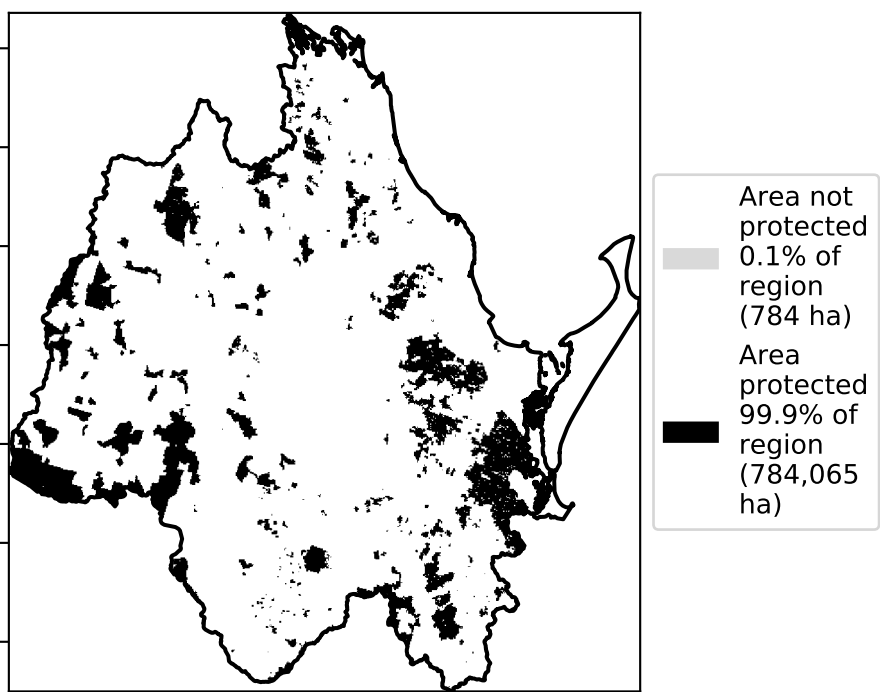 Area not
protected
0.1% of
region
(784 ha)
Area
protected
99.9% of
region
(784,065
ha)